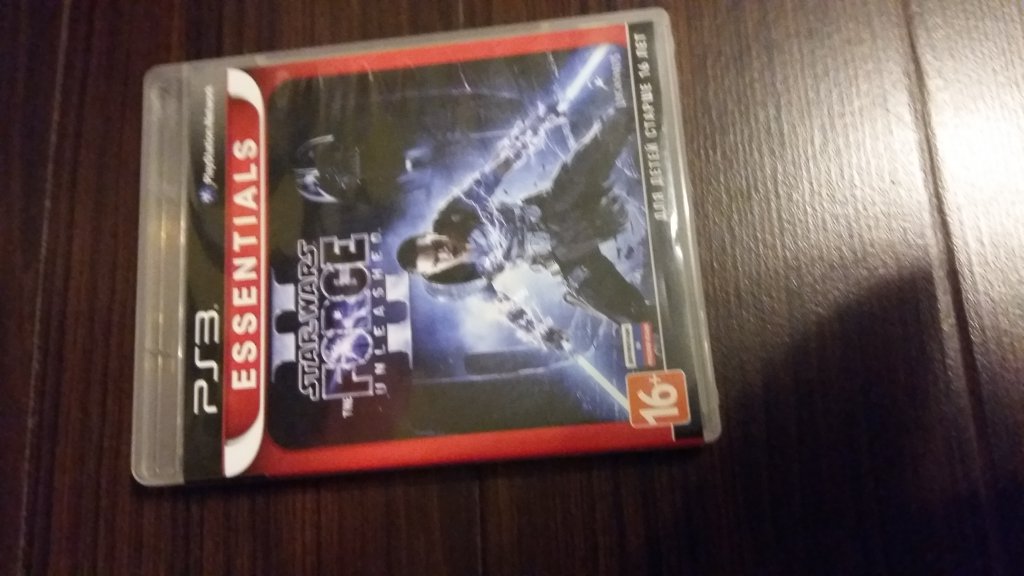 PS3
PlayStation Network
ESSENTIALS
II
STAR WARS
THE FORCE
UNLEASHED
16+
ДЛЯ ДЕТЕЙ СТАРШЕ 16 ЛЕТ